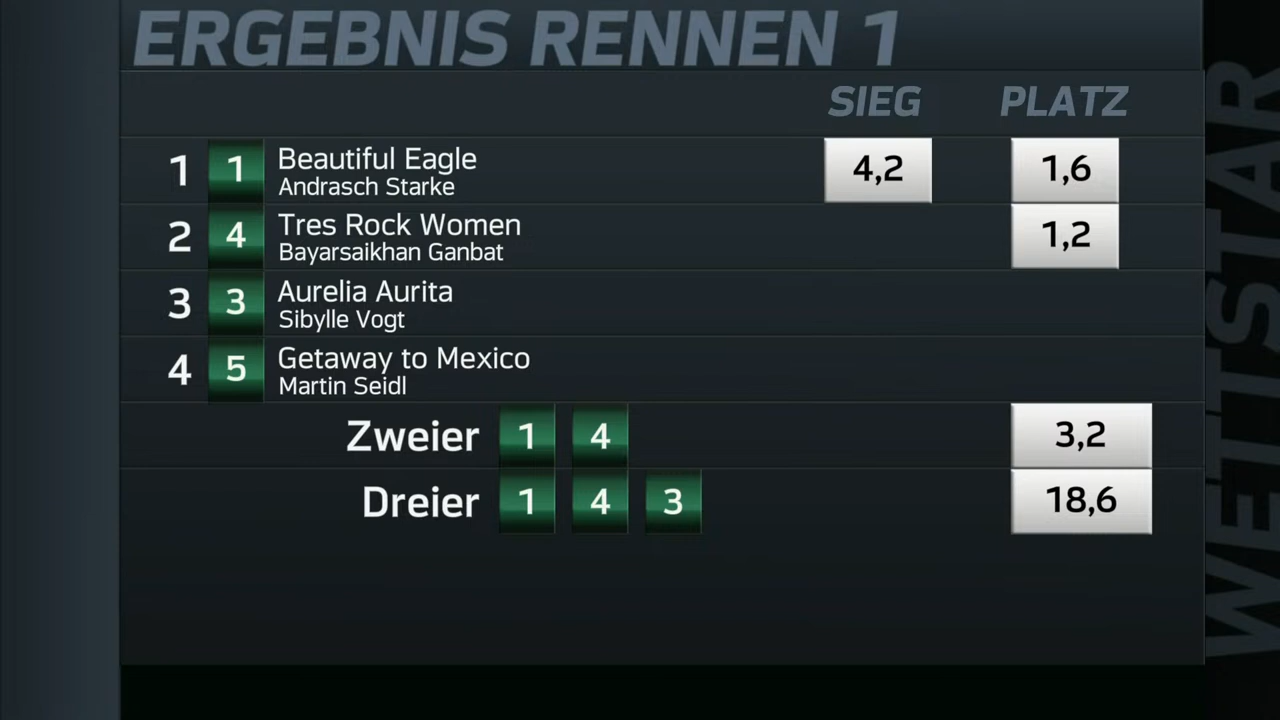 ERGEBNIS RENNEN 1
SIEG PLATZ
1 1 Beautiful Eagle 4,2 1,6
Andrasch Starke
2 4 Tres Rock Women 1,2
Bayarsaikhan Ganbat
3 3 Aurelia Aurita
Sibylle Vogt
4 5 Getaway to Mexico
Martin Seidl
Zweier 1 4 3,2
Dreier 1 4 3 18,6
WETTSTAR